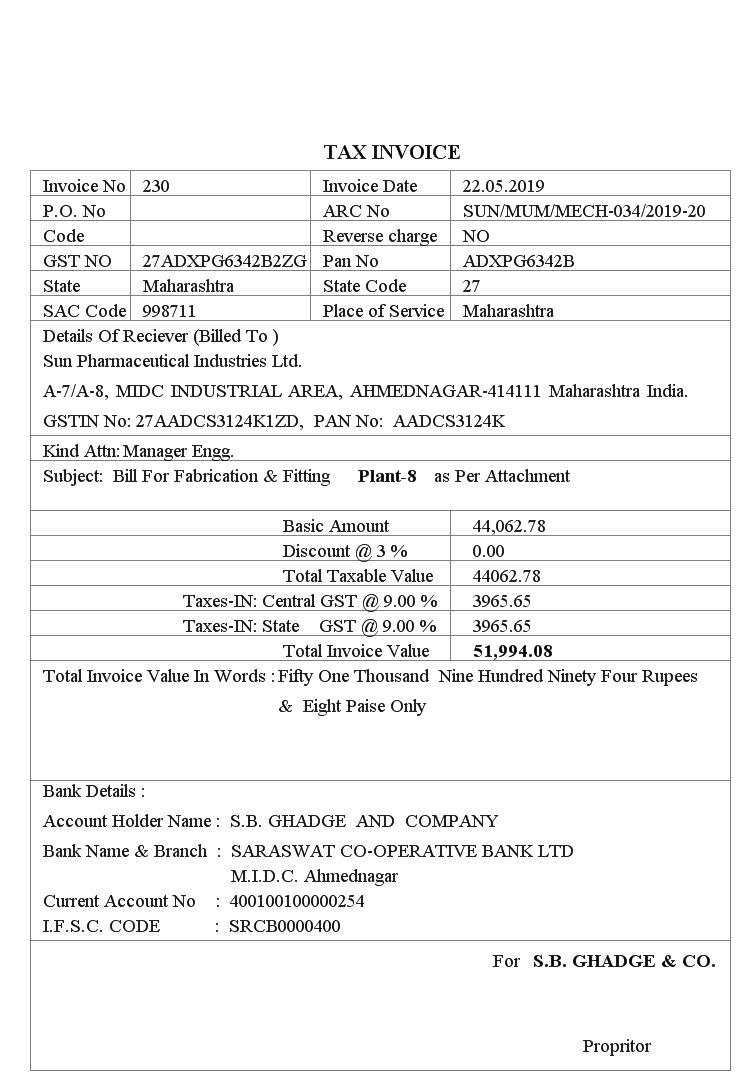 TAX INVOICE
Invoice No 230 Invoice Date 22.05.2019
P.O. No ARC No SUN/MUM/MECH-034/2019-20
Code Reverse charge NO
GST NO 27ADXPG6342B2ZG Pan No ADXPG6342B
State Maharashtra State Code 27
SAC Code 998711 Place of Service Maharashtra
Details Of Reciever (Billed To )
Sun Pharmaceutical Industries Ltd.
A-7/A-8, MIDC INDUSTRIAL AREA, AHMEDNAGAR-414111 Maharashtra India.
GSTIN No: 27AADCS3124K1ZD, PAN No: AADCS3124K
Kind Attn: Manager Engg.
Subject: Bill For Fabrication & Fitting Plant-8 as Per Attachment
Basic Amount 44,062.78
Discount @ 3 % 0.00
Total Taxable Value 44062.78
Taxes-IN: Central GST @ 9.00 % 3965.65
Taxes-IN: State GST @ 9.00 % 3965.65
Total Invoice Value 51,994.08
Total Invoice Value In Words : Fifty One Thousand Nine Hundred Ninety Four Rupees
& Eight Paise Only
Bank Details :
Account Holder Name : S.B. GHADGE AND COMPANY
Bank Name & Branch : SARASWAT CO-OPERATIVE BANK LTD
M.I.D.C. Ahmednagar
Current Account No : 400100100000254
I.F.S.C. CODE : SRCB0000400
For S.B. GHADGE & CO.
Propritor